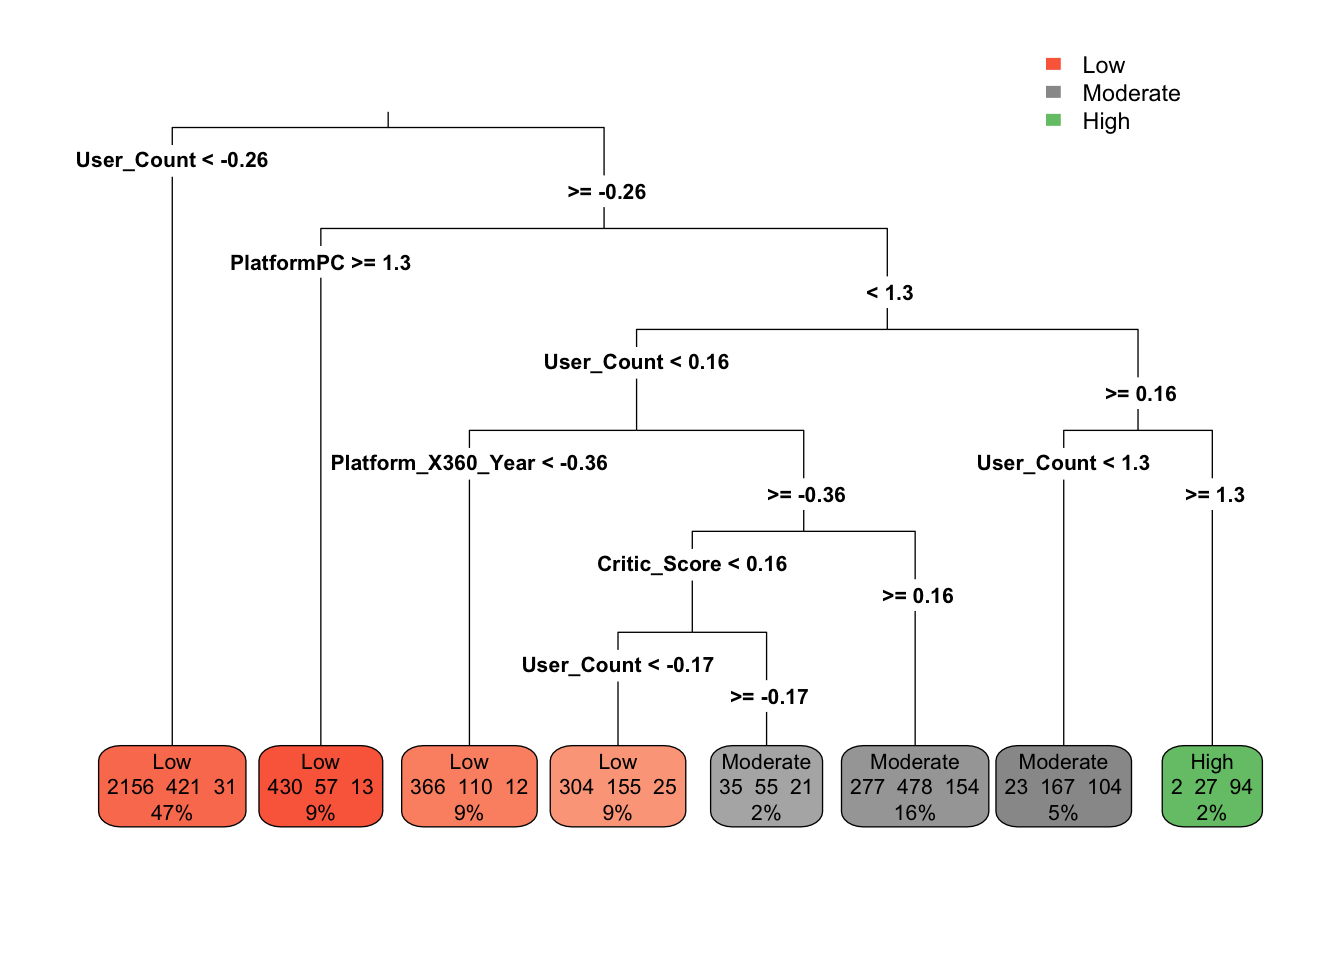 Low
Moderate
High
User_Count < -0.26
>= -0.26
PlatformPC >= 1.3
< 1.3
User_Count < 0.16
>= 0.16
Platform_X360_Year < -0.36
User_Count < 1.3
>= -0.36
>= 1.3
Critic_Score < 0.16
>= 0.16
User_Count < -0.17
>= -0.17
Low
2156 421 31
47%
Low
430 57 13
9%
Low
366 110 12
9%
Low
304 155 25
9%
Moderate
35 55 21
2%
Moderate
277 478 154
16%
Moderate
23 167 104
5%
High
2 27 94
2%